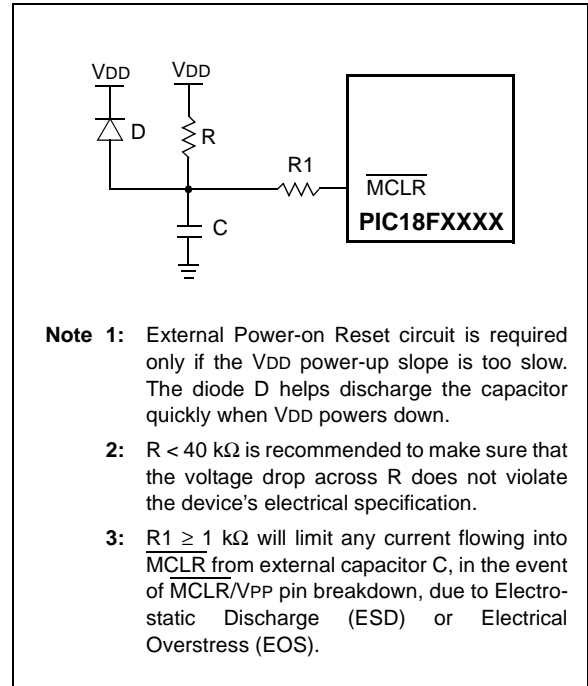 VDD VDD
D
R
R1
MCLR
PIC18FXXXX
C
Note 1: External Power-on Reset circuit is required
only if the VDD power-up slope is too slow.
The diode D helps discharge the capacitor
quickly when VDD powers down.
2: R < 40 kΩ is recommended to make sure that
the voltage drop across R does not violate
the device's electrical specification.
3: R1 ≥ 1 kΩ will limit any current flowing into
MCLR from external capacitor C, in the event
of MCLR/VPP pin breakdown, due to Electro-
static Discharge (ESD) or Electrical
Overstress (EOS).